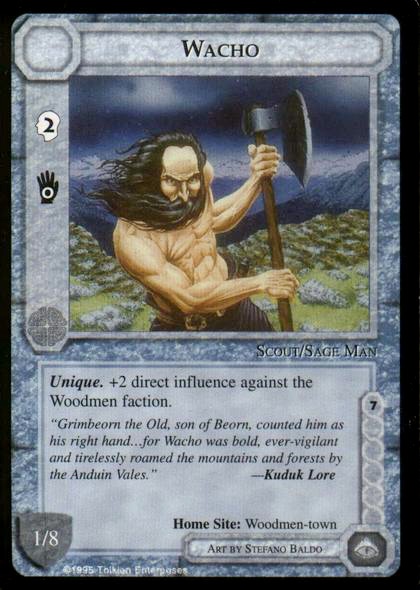 WACHO
2
0
SCOUT/SAGE MAN
Unique. +2 direct influence against the
Woodmen faction.
7
"Grimbeorn the Old, son of Beorn, counted him as
his right hand...for Wacho was bold, ever-vigilant
and tirelessly roamed the mountains and forests by
the Anduin Vales." —Kuduk Lore
Home Site: Woodmen-town
1/8
ART BY STEFANO BALDO
©1995 Tolkien Enterprises